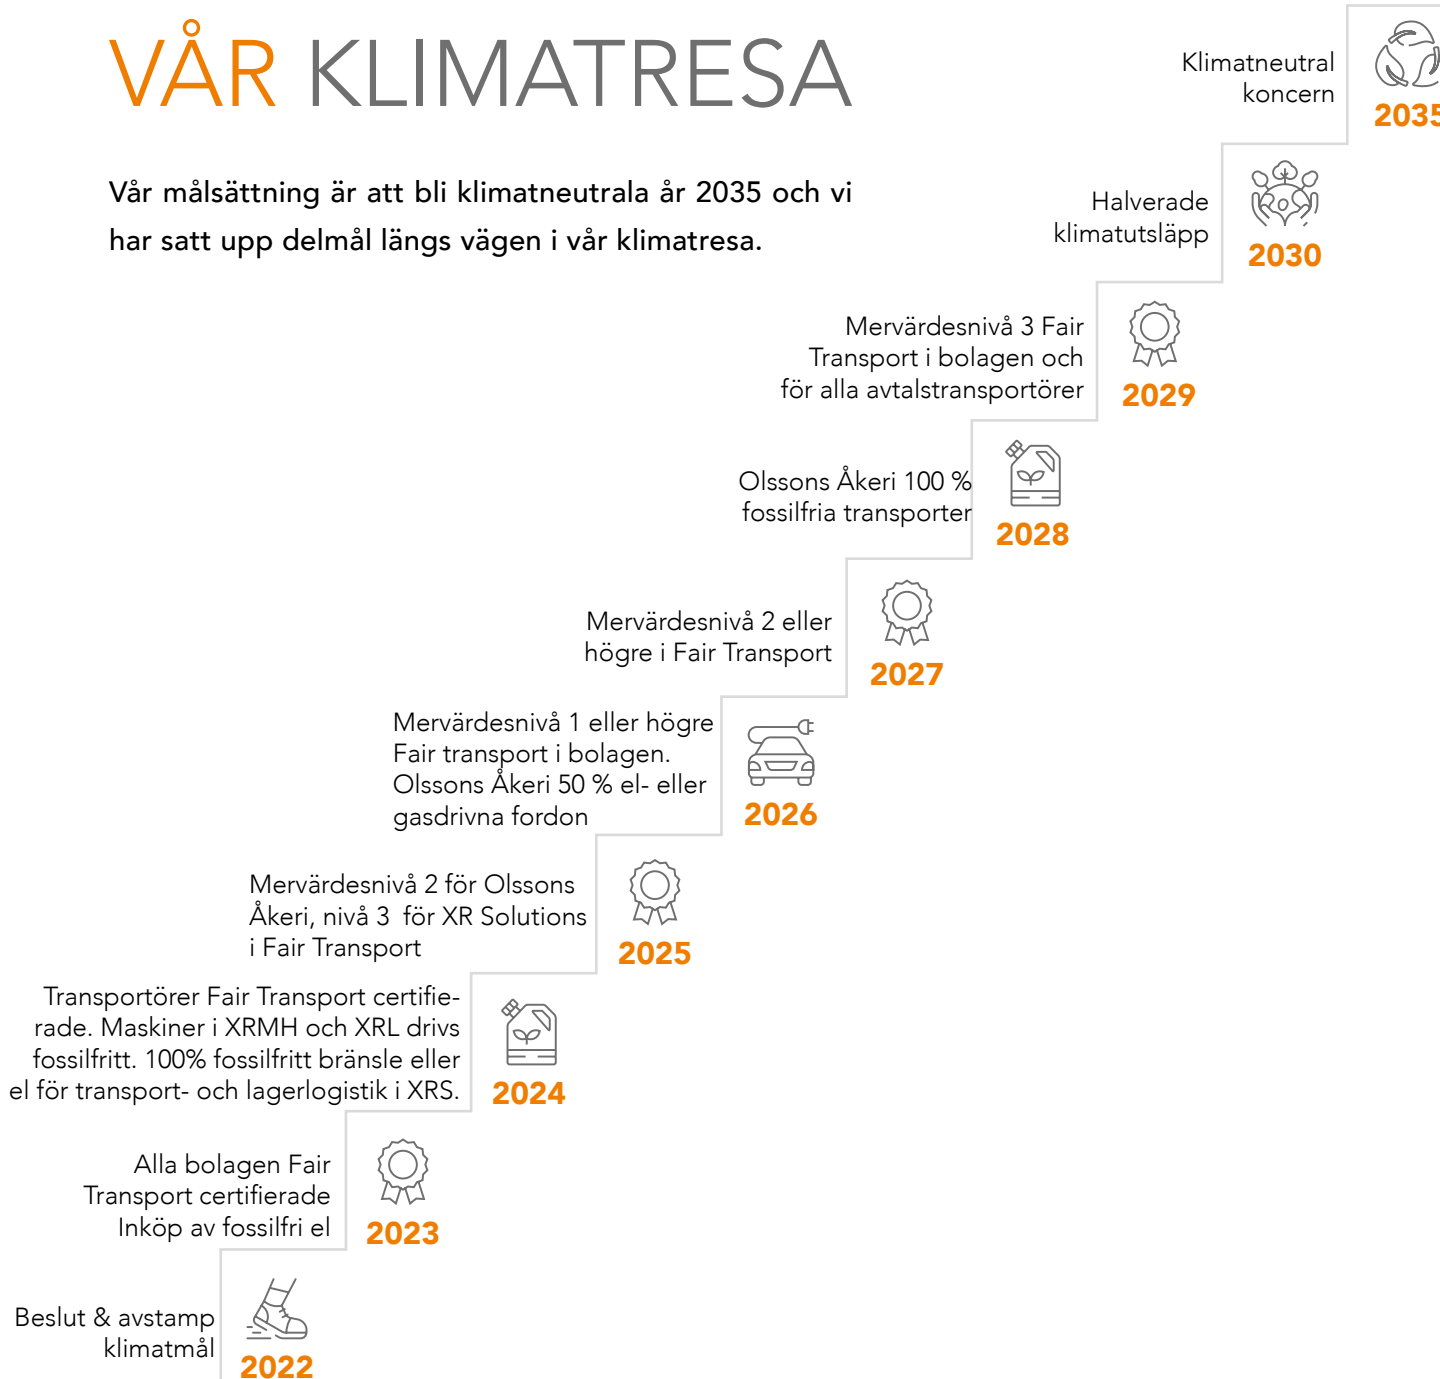 VÅR KLIMATRESA
Vår målsättning är att bli klimatneutrala år 2035 och vi
har satt upp delmål längs vägen i vår klimatresa.
Klimatneutral
koncern
2035
Halverade
klimatutsläpp
2030
Mervärdesnivå 3 Fair
Transport i bolagen och
för alla avtalstransportörer
2029
Olssons Åkeri 100 %
fossilfria transporter
2028
Mervärdesnivå 2 eller
högre i Fair Transport
2027
Mervärdesnivå 1 eller högre
Fair transport i bolagen.
Olssons Åkeri 50 % el- eller
gasdrivna fordon
2026
Mervärdesnivå 2 för Olssons
Åkeri, nivå 3 för XR Solutions
i Fair Transport
2025
Transportörer Fair Transport certifie-
rade. Maskiner i XRMH och XRL drivs
fossilfritt. 100% fossilfritt bränsle eller
el för transport- och lagerlogistik i XRS.
2024
Alla bolagen Fair
Transport certifierade
Inköp av fossilfri el
2023
Beslut & avstamp
klimatmål
2022